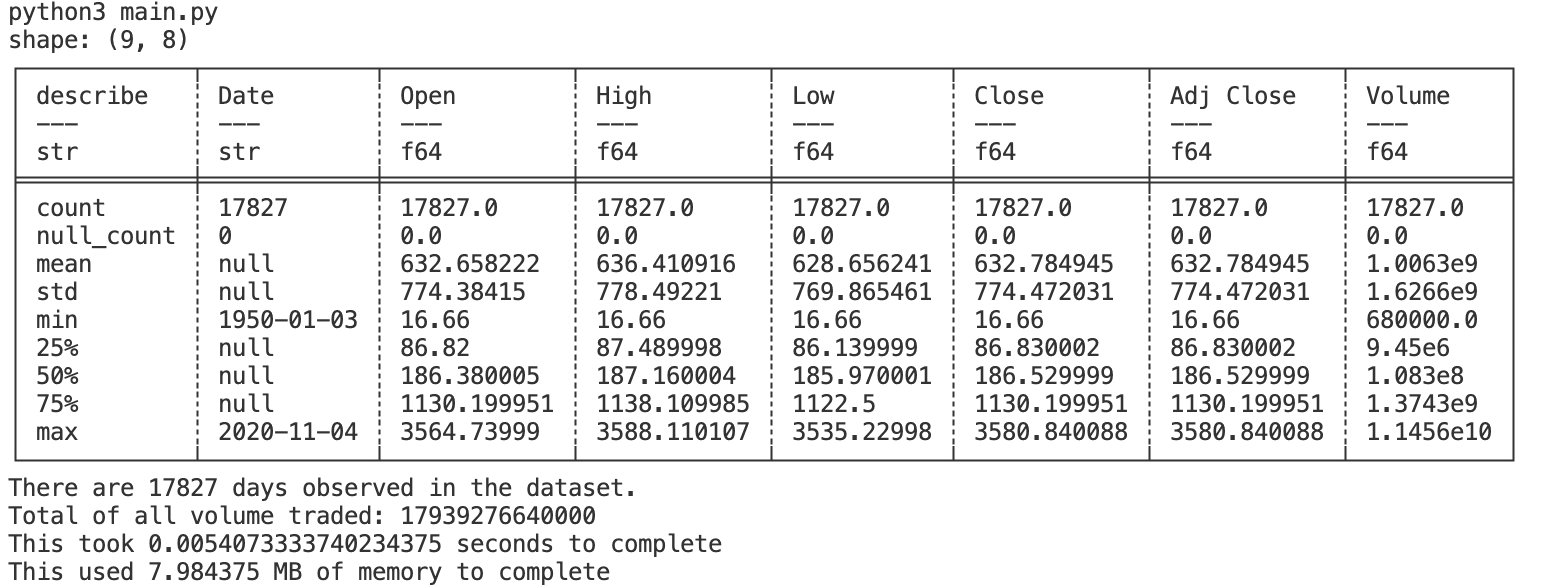 python3 main.py
shape: (9, 8)
describe Date Open High Low Close Adj Close Volume
--- --- --- --- --- --- --- ---
str str f64 f64 f64 f64 f64 f64
count 17827 17827.0 17827.0 17827.0 17827.0 17827.0 17827.0
null_count 0 0.0 0.0 0.0 0.0 0.0 0.0
mean null 632.658222 636.410916 628.656241 632.784945 632.784945 1.0063e9
std null 774.38415 778.49221 769.865461 774.472031 774.472031 1.6266e9
min 1950-01-03 16.66 16.66 16.66 16.66 16.66 680000.0
25% null 86.82 87.489998 86.139999 86.830002 86.830002 9.45e6
50% null 186.380005 187.160004 185.970001 186.529999 186.529999 1.083e8
75% null 1130.199951 1138.109985 1122.5 1130.199951 1130.199951 1.3743e9
max 2020-11-04 3564.73999 3588.110107 3535.22998 3580.840088 3580.840088 1.1456e10
There are 17827 days observed in the dataset.
Total of all volume traded: 17939276640000
This took 0.0054073333740234375 seconds to complete
This used 7.984375 MB of memory to complete